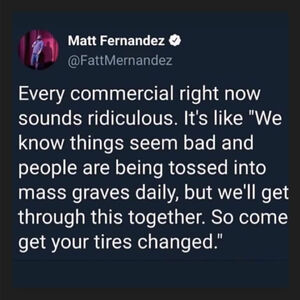 Matt Fernandez
@FattMernandez
Every commercial right now
sounds ridiculous. It's like "We
know things seem bad and
people are being tossed into
mass graves daily, but we'll get
through this together. So come
get your tires changed."